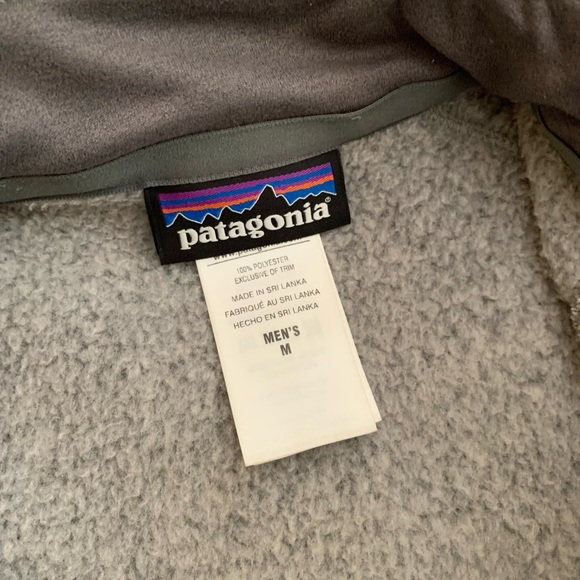 patagonia®
100% POLYESTER
EXCLUSIVE OF TRIM
MADE IN SRI LANKA
FABRIQUÉ AU SRI LANKA
HECHO EN SRI LANKA
MEN'S
M